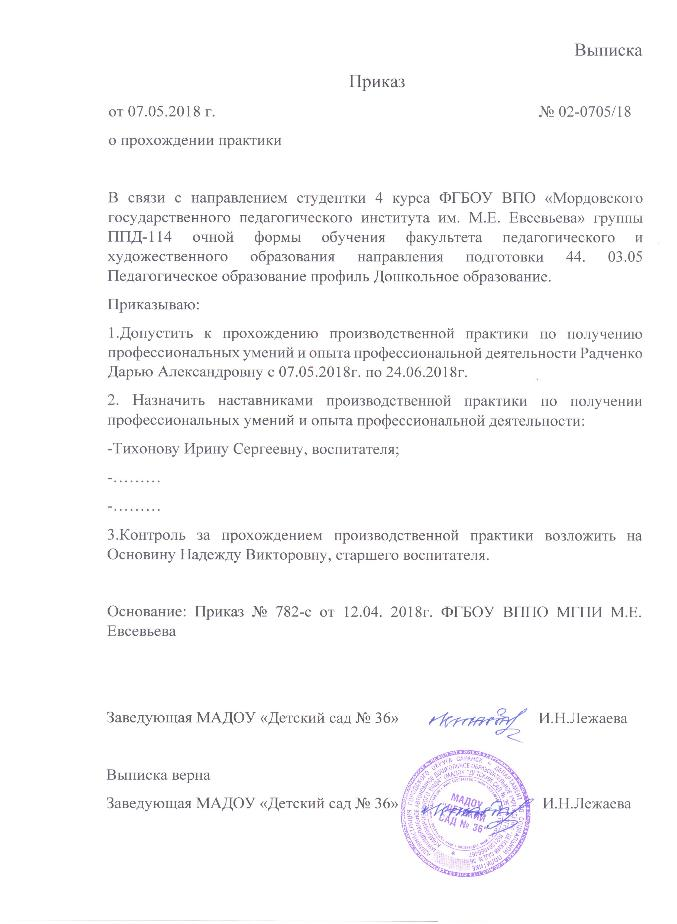 Выписка
Приказ
от 07.05.2018 г. № 02-0705/18
о прохождении практики
В связи с направлением студентки 4 курса ФГБОУ ВПО «Мордовского
государственного педагогического института им. М.Е. Евсевьева» группы
ППД-114 очной формы обучения факультета педагогического и
художественного образования направления подготовки 44. 03.05
Педагогическое образование профиль Дошкольное образование.
Приказываю:
1.Допустить к прохождению производственной практики по получению
профессиональных умений и опыта профессиональной деятельности Радченко
Дарью Александровну с 07.05.2018г. по 24.06.2018г.
2. Назначить наставниками производственной практики по получении
профессиональных умений и опыта профессиональной деятельности:
-Тихонову Ирину Сергеевну, воспитателя;
-………
-………
3.Контроль за прохождением производственной практики возложить на
Основину Надежду Викторовну, старшего воспитателя.
Основание: Приказ № 782-с от 12.04. 2018г. ФГБОУ ВППО МГПИ М.Е.
Евсевьева
Заведующая МАДОУ «Детский сад № 36» И.Н.Лежаева
Выписка верна
Заведующая МАДОУ «Детский сад № 36» И.Н.Лежаева
МАДОУ
"ДЕТСКИЙ
САД № 36"